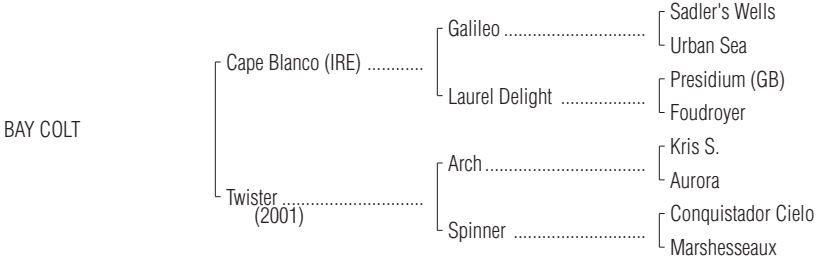 Sadler's Wells
Galileo ................................
Urban Sea
Cape Blanco (IRE) ............
Presidium (GB)
Laurel Delight ..................
Foudroyer
BAY COLT
Kris S.
Arch....................................
Aurora
Twister ..............................
(2001)
Conquistador Cielo
Spinner ............................
Marshesseaux